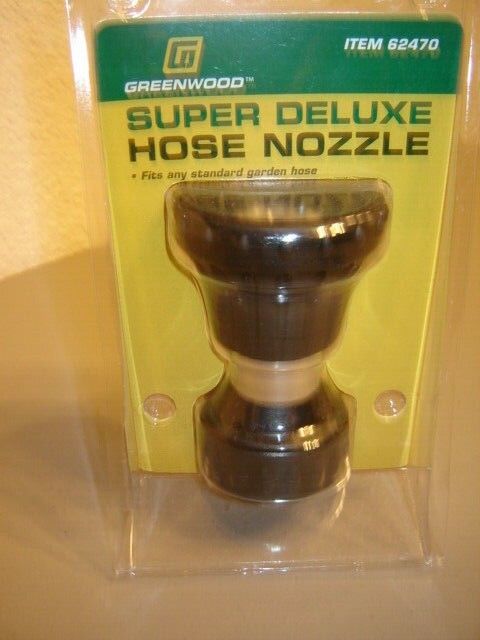 ITEM 62470
GREENWOOD™
SUPER DELUXE
HOSE NOZZLE
• Fits any standard garden hose